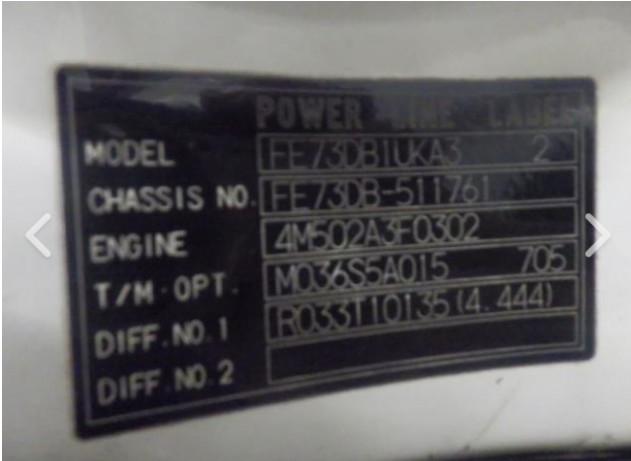 POWER LINE LABEL
MODEL FE73DB1UKA3 2
CHASSIS NO. FE73DB-511761
ENGINE 4M502A3F0302
T/M·OPT. M036S5A015 705
DIFF.NO.1 R033T10135(4.444)
DIFF.NO.2